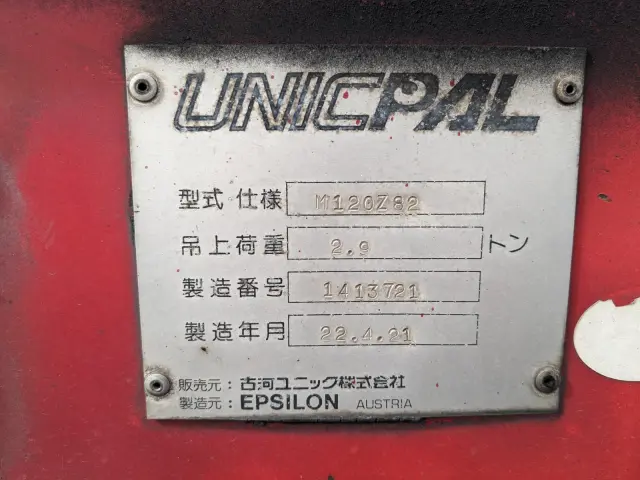 UNICPAL
型式仕様 M120Z82
吊上荷重 2.9 トン
製造番号 1413721
製造年月 22.4.21
販売元：古河ユニック株式会社
製造元：EPSILON AUSTRIA